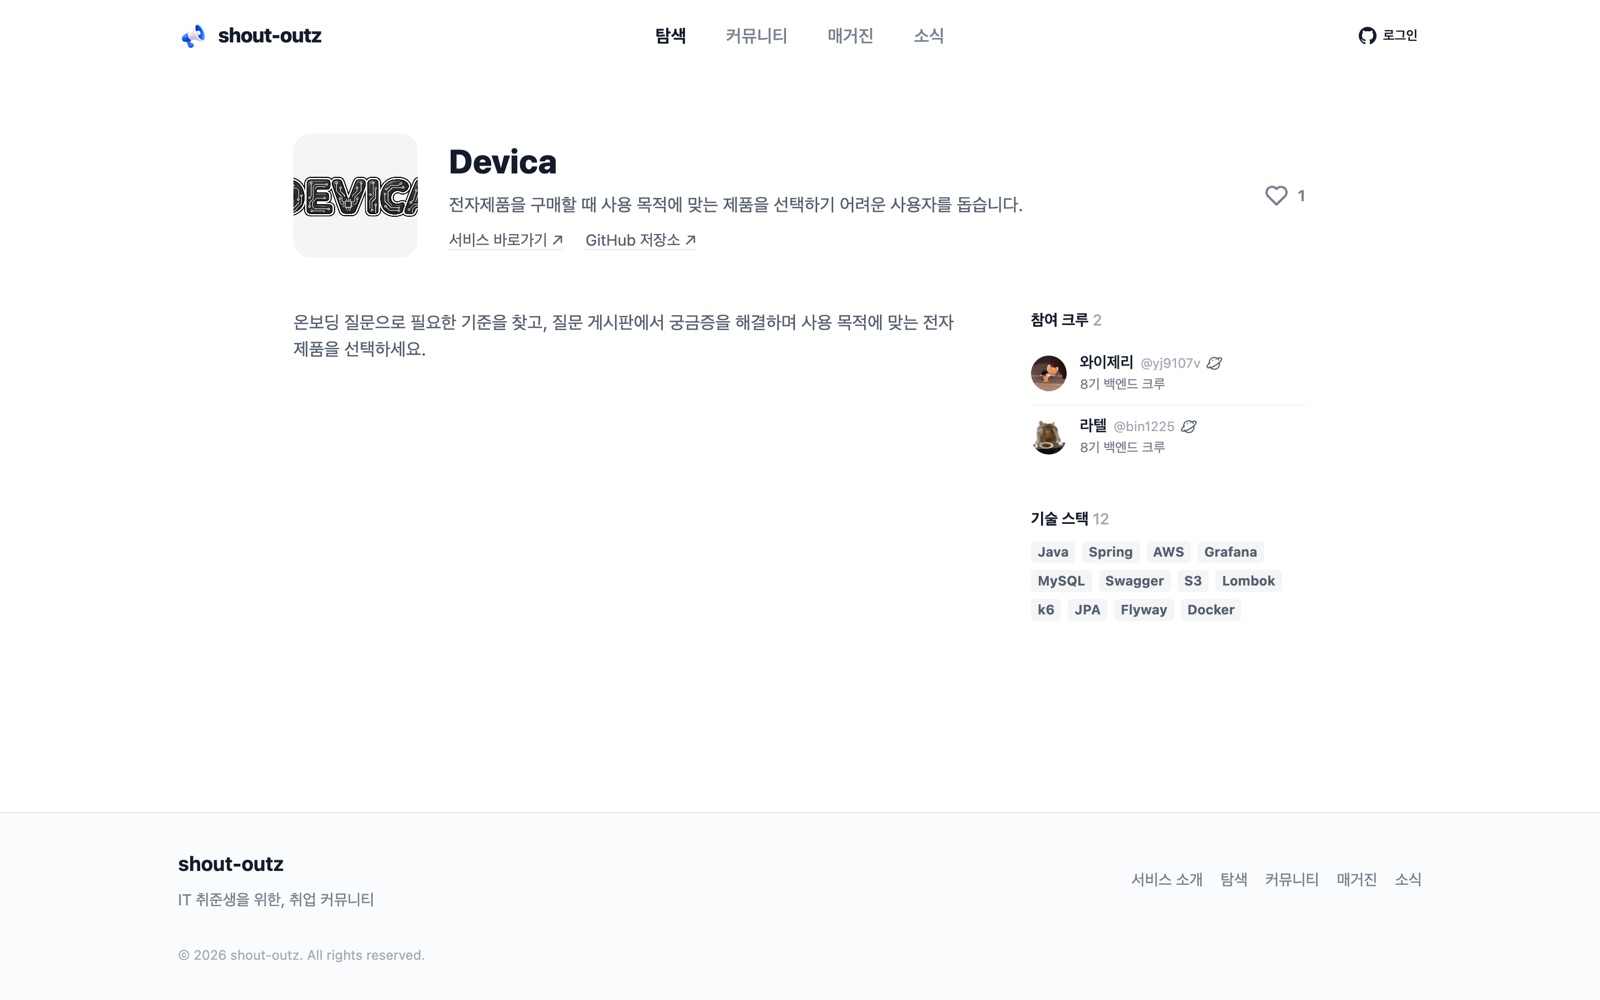 shout-outz
탐색 커뮤니티 매거진 소식
로그인
DEVICA
Devica
전자제품을 구매할 때 사용 목적에 맞는 제품을 선택하기 어려운 사용자를 돕습니다.
서비스 바로가기 ↗ GitHub 저장소 ↗
1
온보딩 질문으로 필요한 기준을 찾고, 질문 게시판에서 궁금증을 해결하며 사용 목적에 맞는 전자
제품을 선택하세요.
참여 크루 2
와이제리 @yj9107v
8기 백엔드 크루
라텔 @bin1225
8기 백엔드 크루
기술 스택 12
Java Spring AWS Grafana
MySQL Swagger S3 Lombok
k6 JPA Flyway Docker
shout-outz
IT 취준생을 위한, 취업 커뮤니티
서비스 소개 탐색 커뮤니티 매거진 소식
© 2026 shout-outz. All rights reserved.